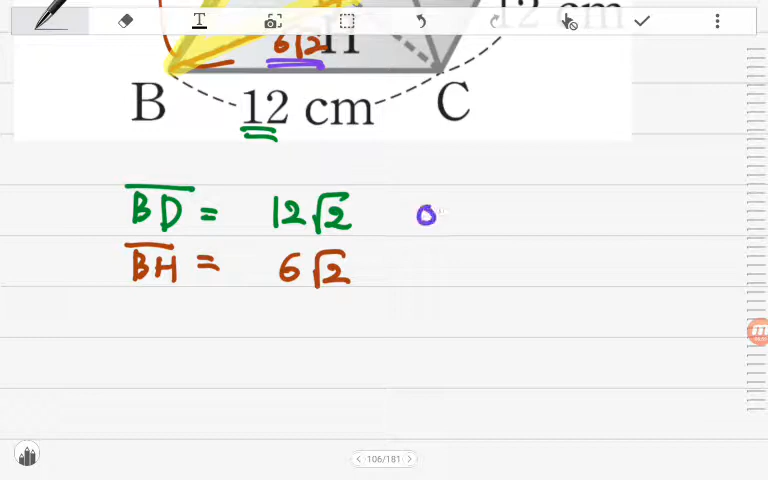 T
12 cm
6√2
H
B
12 cm
C
BD = 12√2
BH = 6√2
106/181